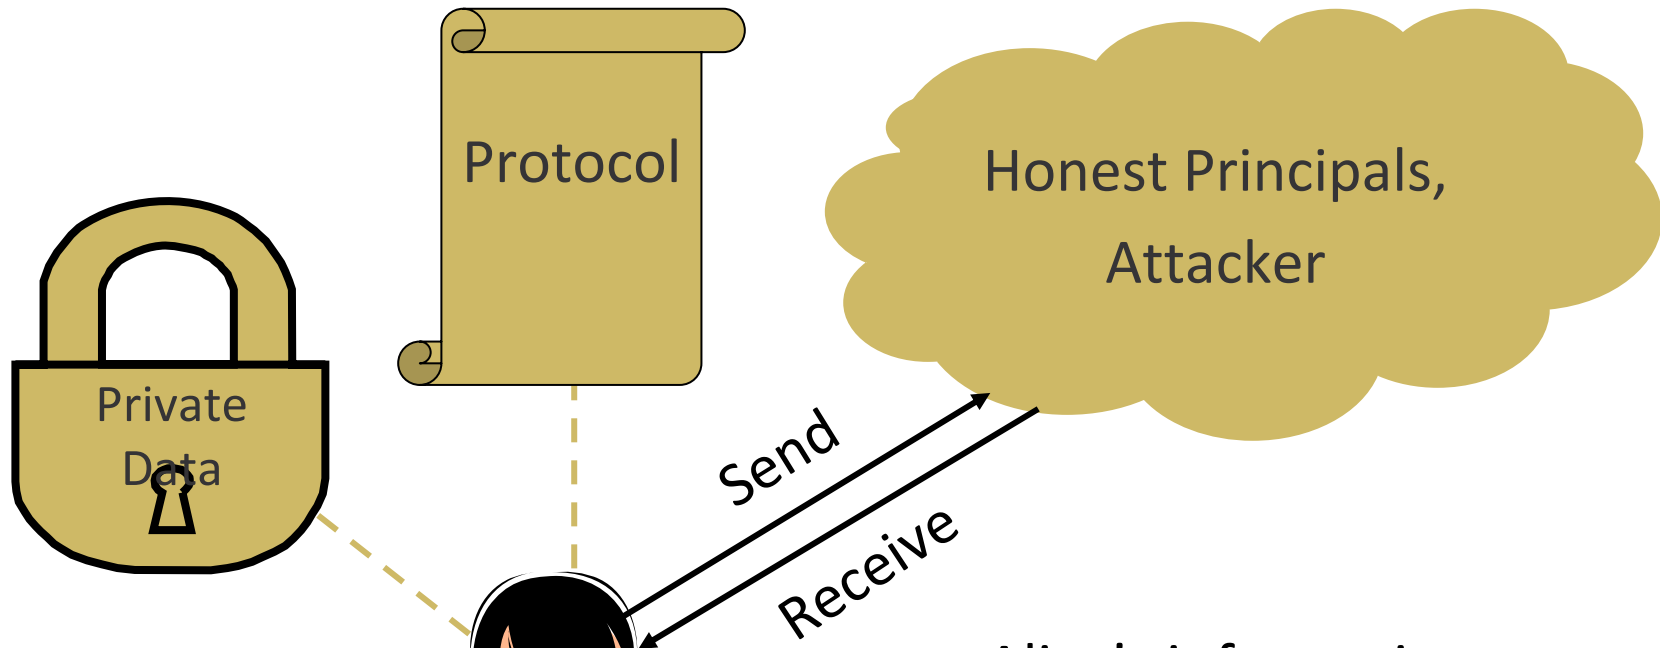 Protocol
Honest Principals,
Attacker
Private
Data
Send
Receive